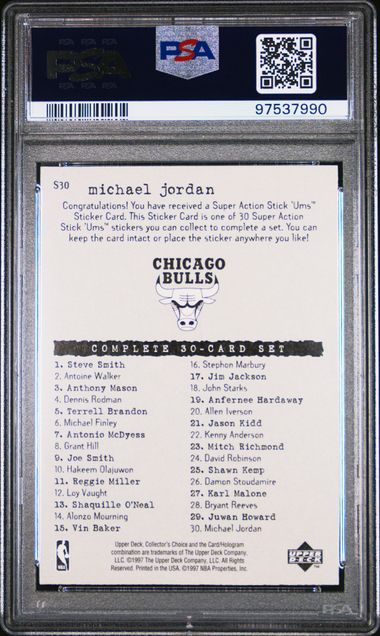 PSA
97537990
S30
michael jordan
Congratulations! You have received a Super Action Stick 'Ums™
Sticker Card. This Sticker Card is one of 30 Super Action
Stick 'Ums™ stickers you can collect to complete a set. You can
keep the card intact or place the sticker anywhere you like!
CHICAGO
BULLS
COMPLETE 30-CARD SET
1. Steve Smith
2. Antoine Walker
3. Anthony Mason
4. Dennis Rodman
5. Terrell Brandon
6. Michael Finley
7. Antonio McDyess
8. Grant Hill
9. Joe Smith
10. Hakeem Olajuwon
11. Reggie Miller
12. Loy Vaught
13. Shaquille O'Neal
14. Alonzo Mourning
15. Vin Baker
16. Stephon Marbury
17. Jim Jackson
18. John Starks
19. Anfernee Hardaway
20. Allen Iverson
21. Jason Kidd
22. Kenny Anderson
23. Mitch Richmond
24. David Robinson
25. Shawn Kemp
26. Damon Stoudamire
27. Karl Malone
28. Bryant Reeves
29. Juwan Howard
30. Michael Jordan
NBA
Upper Deck, Collector's Choice and the Card/Hologram
combination are trademarks of The Upper Deck Company,
LLC. ©1997 The Upper Deck Company, LLC. All Rights
Reserved. Printed in the USA. ©1997 NBA Properties, Inc.
UPPER
DECK
PSA